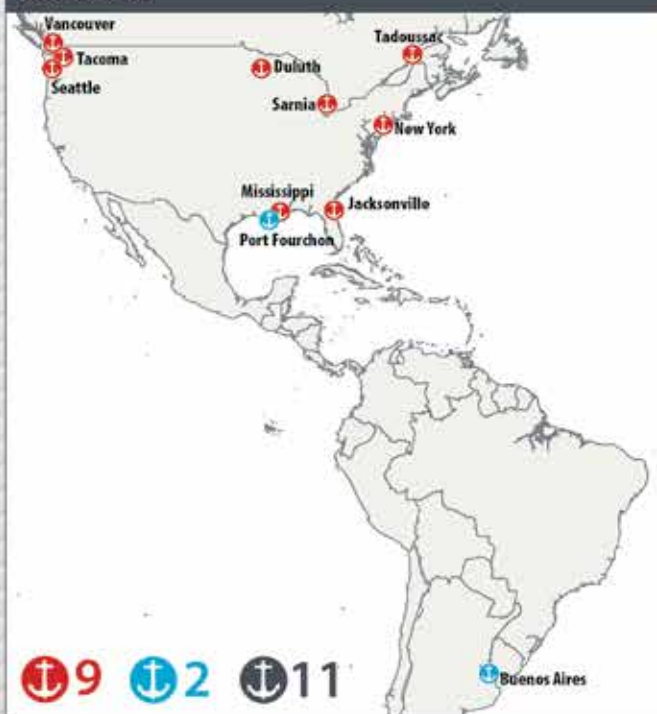 Vancouver
Tadoussac
Tacoma
Duluth
Seattle
Sarnia
New York
Mississippi
Jacksonville
Port Fourchon
Buenos Aires
9 2 11